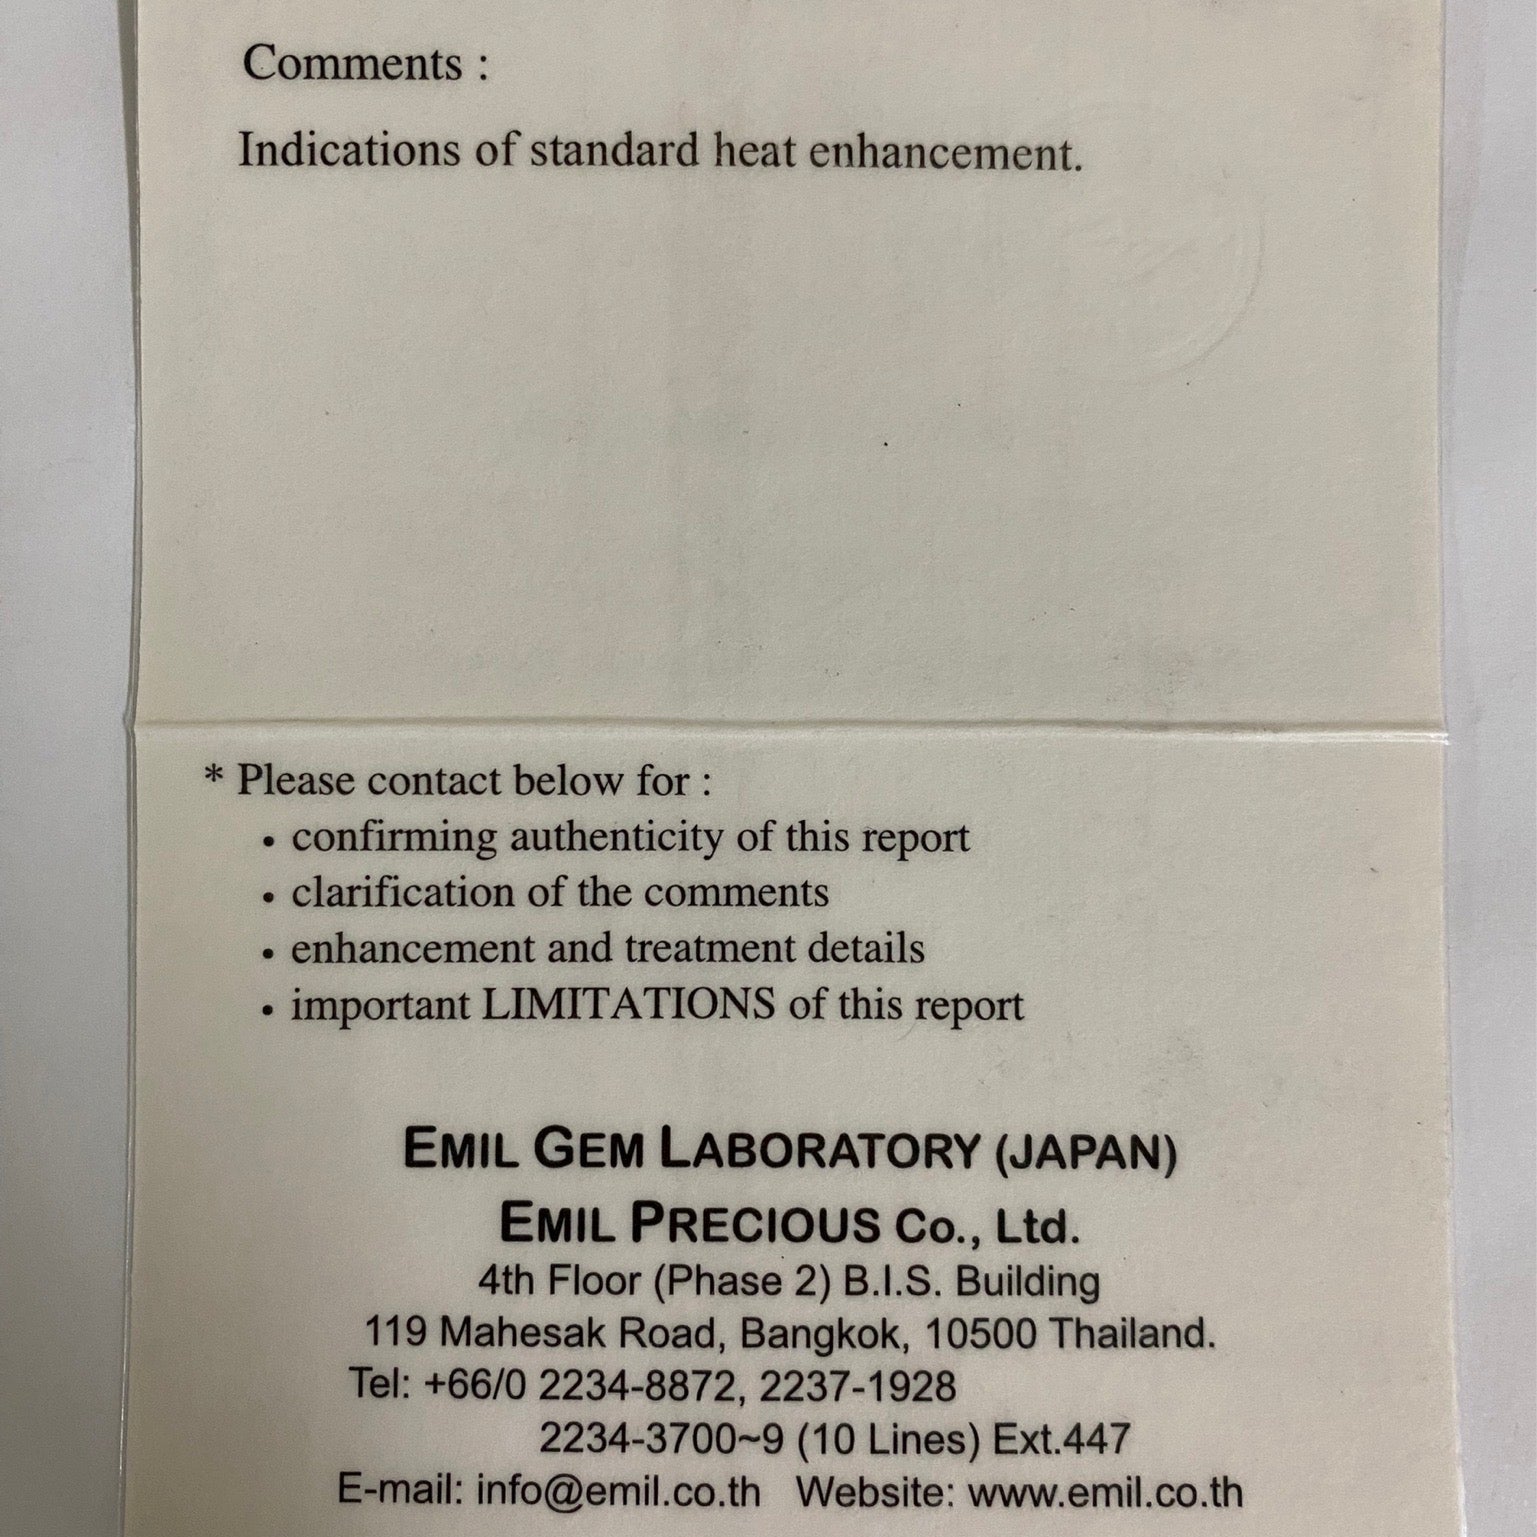 Comments :
Indications of standard heat enhancement.
* Please contact below for :
• confirming authenticity of this report
• clarification of the comments
• enhancement and treatment details
• important LIMITATIONS of this report
EMIL GEM LABORATORY (JAPAN)
EMIL PRECIOUS Co., Ltd.
4th Floor (Phase 2) B.I.S. Building
119 Mahesak Road, Bangkok, 10500 Thailand.
Tel: +66/0 2234-8872, 2237-1928
2234-3700~9 (10 Lines) Ext.447
E-mail: info@emil.co.th Website: www.emil.co.th